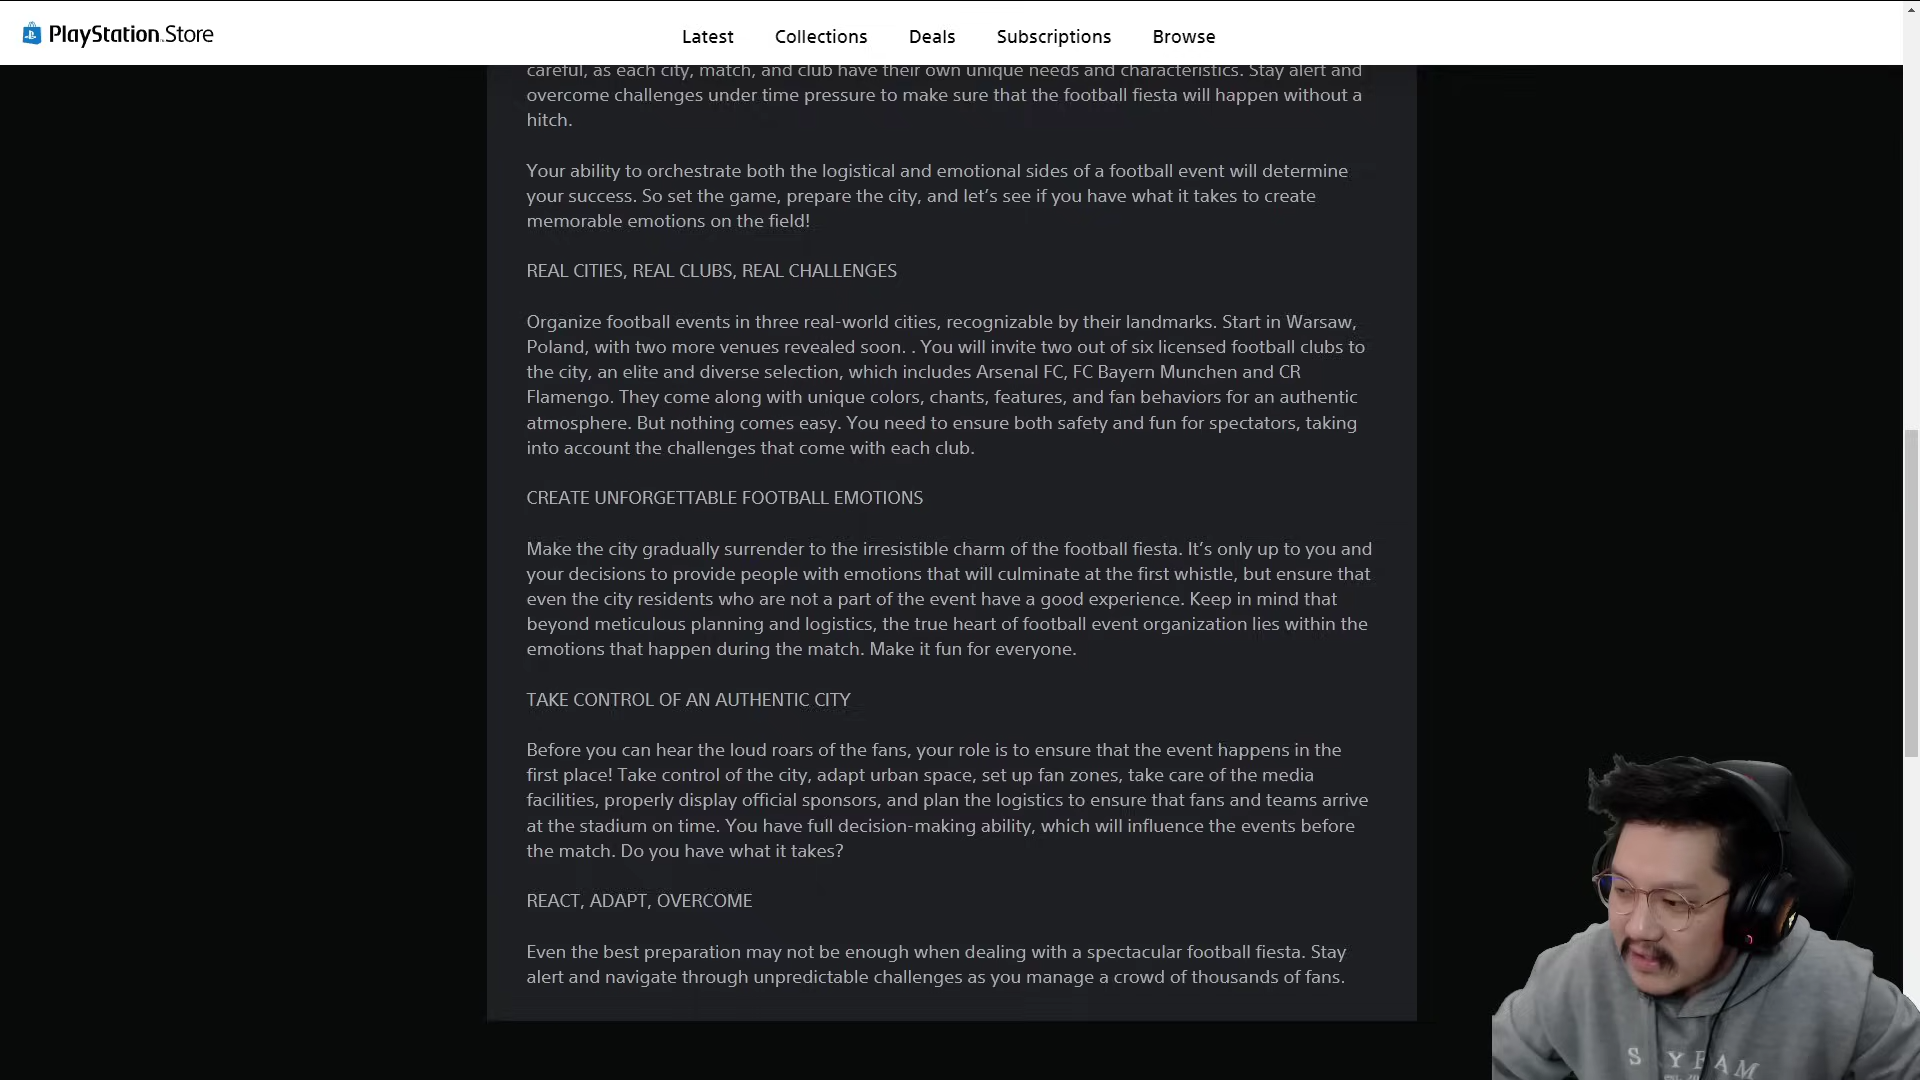 PlayStation Store
Latest
Collections
Deals
Subscriptions
Browse
careful, as each city, match, and club have their own unique needs and characteristics. Stay alert and
overcome challenges under time pressure to make sure that the football fiesta will happen without a
hitch.
Your ability to orchestrate both the logistical and emotional sides of a football event will determine
your success. So set the game, prepare the city, and let’s see if you have what it takes to create
memorable emotions on the field!
REAL CITIES, REAL CLUBS, REAL CHALLENGES
Organize football events in three real-world cities, recognizable by their landmarks. Start in Warsaw,
Poland, with two more venues revealed soon. . You will invite two out of six licensed football clubs to
the city, an elite and diverse selection, which includes Arsenal FC, FC Bayern Munchen and CR
Flamengo. They come along with unique colors, chants, features, and fan behaviors for an authentic
atmosphere. But nothing comes easy. You need to ensure both safety and fun for spectators, taking
into account the challenges that come with each club.
CREATE UNFORGETTABLE FOOTBALL EMOTIONS
Make the city gradually surrender to the irresistible charm of the football fiesta. It’s only up to you and
your decisions to provide people with emotions that will culminate at the first whistle, but ensure that
even the city residents who are not a part of the event have a good experience. Keep in mind that
beyond meticulous planning and logistics, the true heart of football event organization lies within the
emotions that happen during the match. Make it fun for everyone.
TAKE CONTROL OF AN AUTHENTIC CITY
Before you can hear the loud roars of the fans, your role is to ensure that the event happens in the
first place! Take control of the city, adapt urban space, set up fan zones, take care of the media
facilities, properly display official sponsors, and plan the logistics to ensure that fans and teams arrive
at the stadium on time. You have full decision-making ability, which will influence the events before
the match. Do you have what it takes?
REACT, ADAPT, OVERCOME
Even the best preparation may not be enough when dealing with a spectacular football fiesta. Stay
alert and navigate through unpredictable challenges as you manage a crowd of thousands of fans.